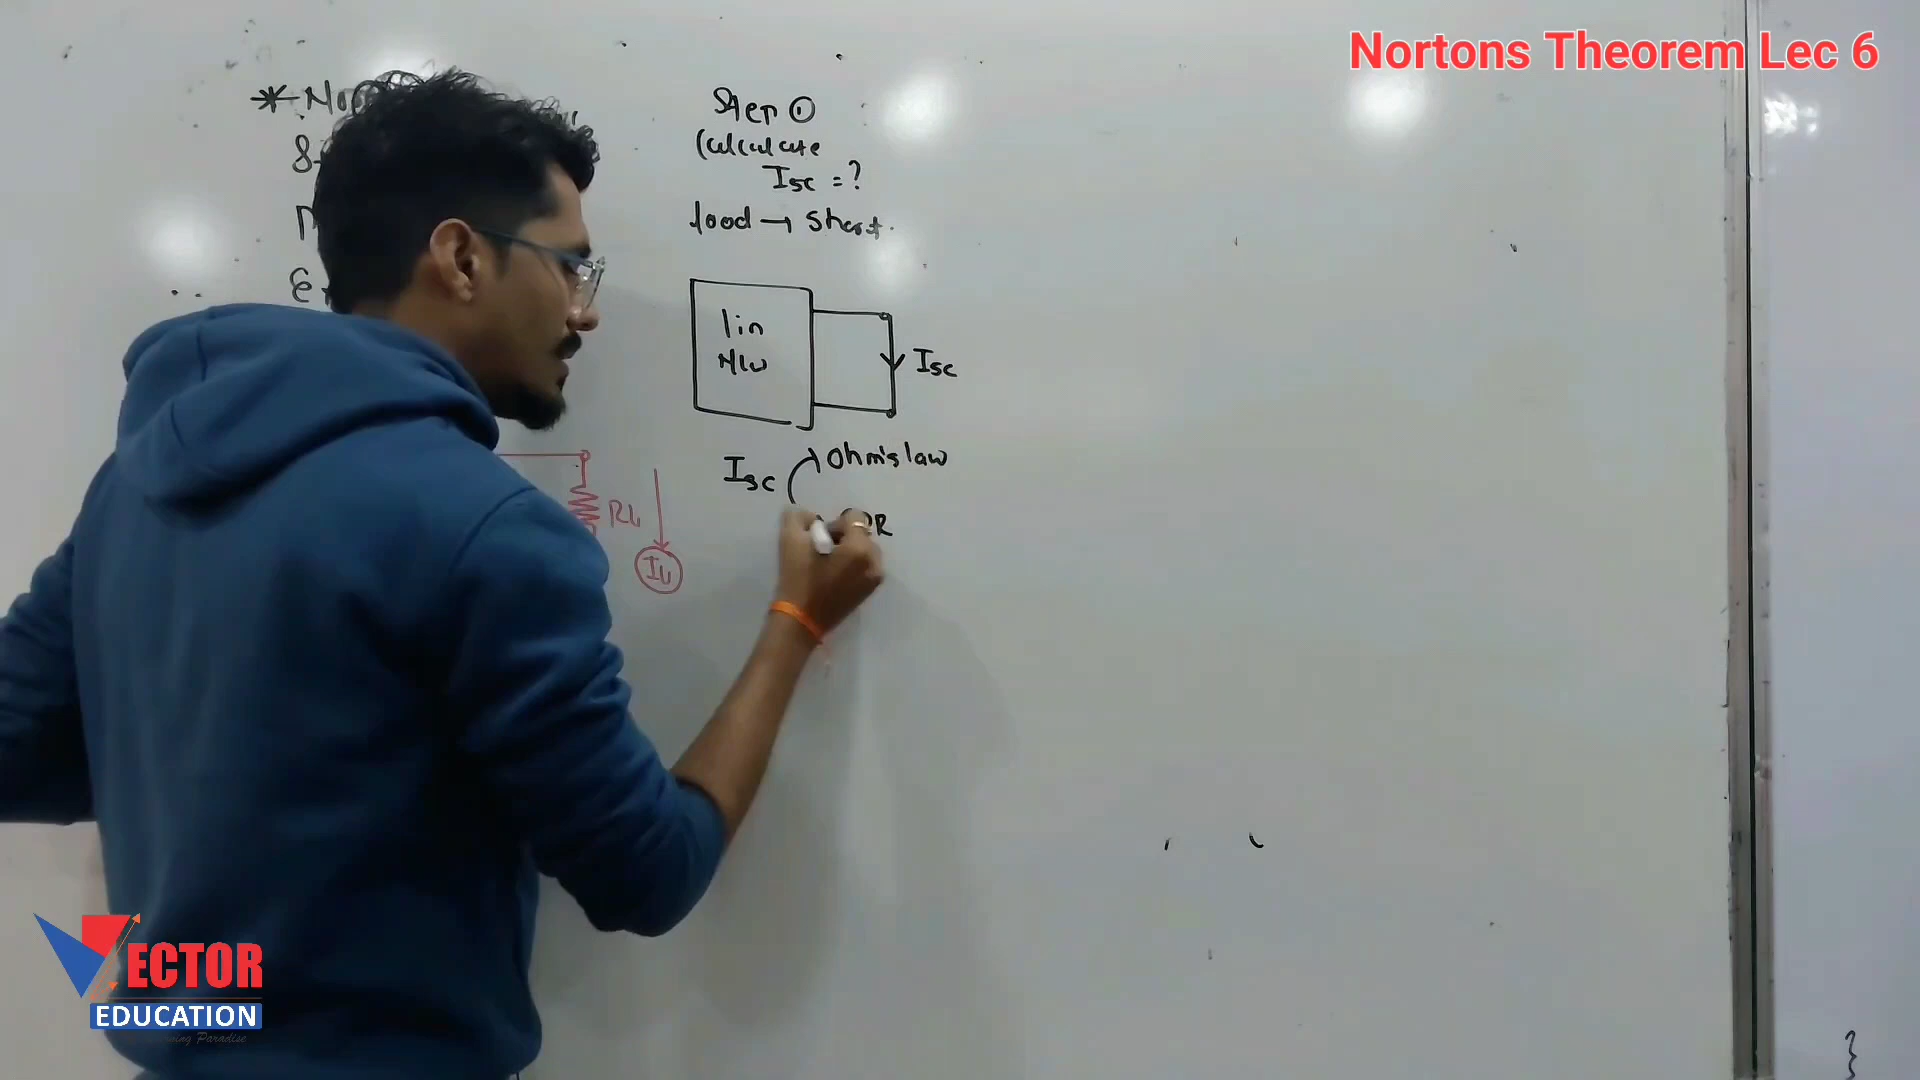 Nortons Theorem Lec 6
Step ①
Calculate
Isc = ?
load → short.
lin
N/w
Isc
Isc
Ohm's law
RL
IL
VECTOR
EDUCATION